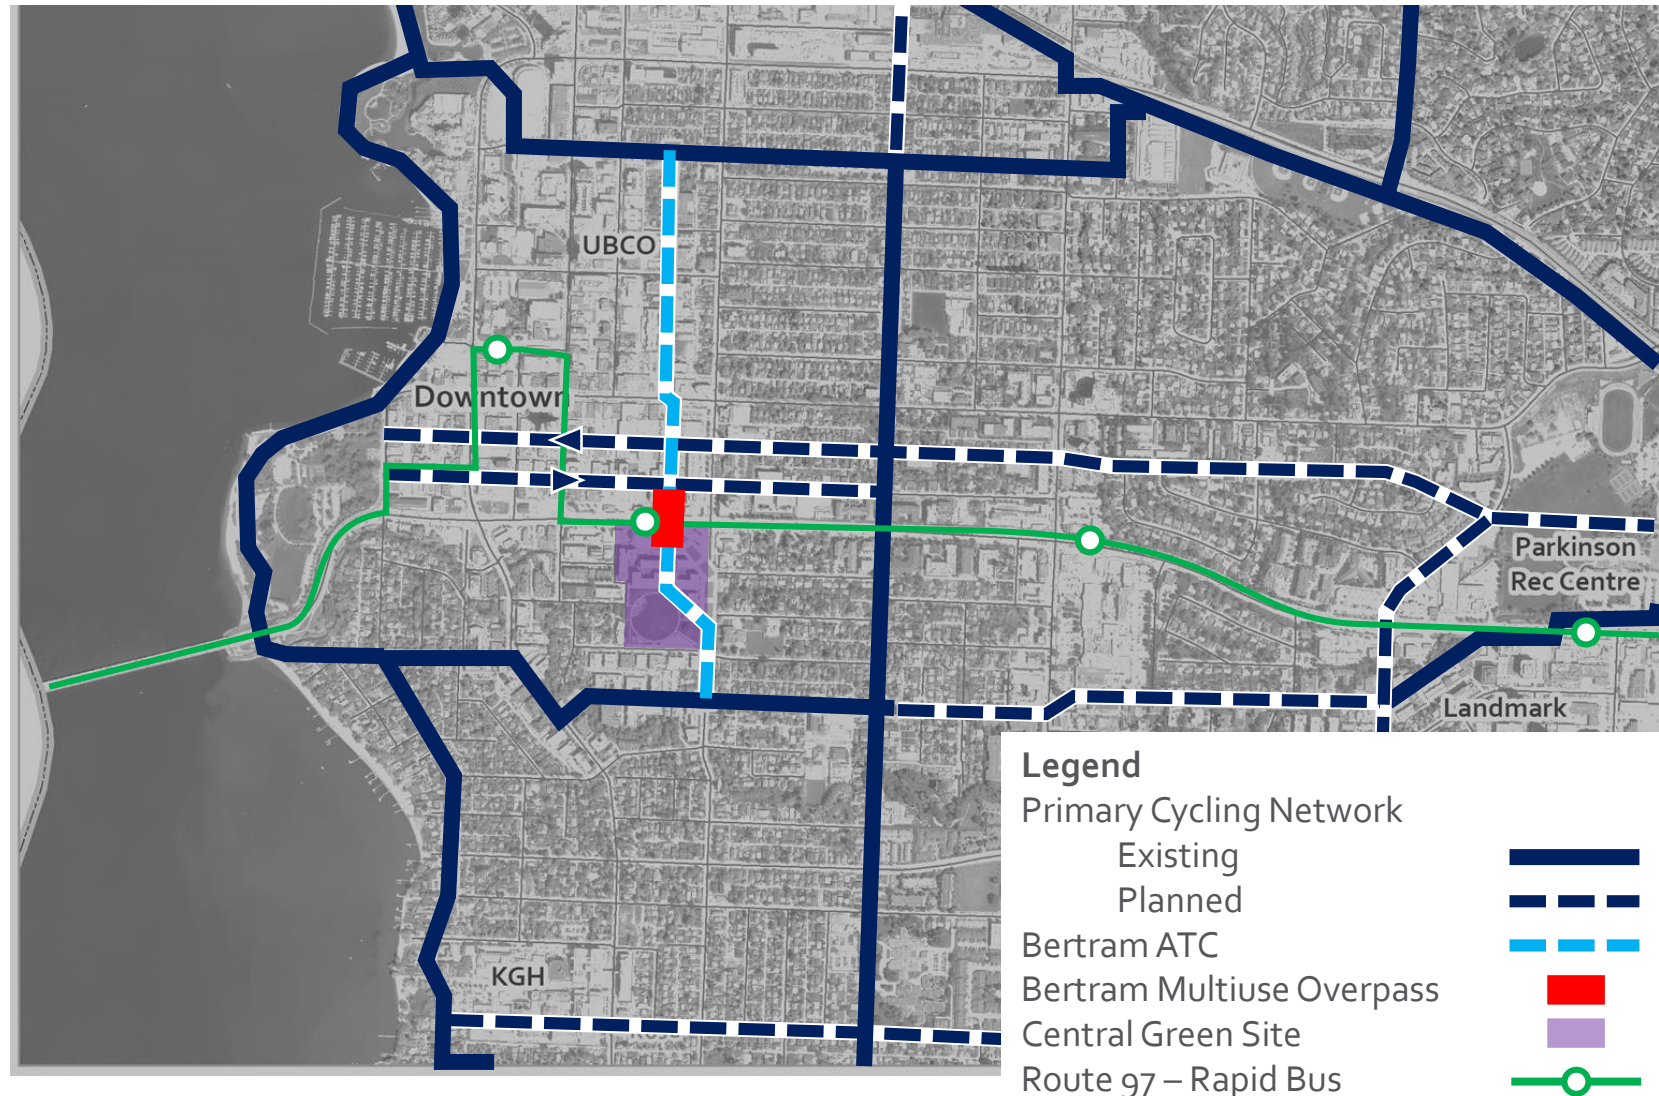 UBCO
Downtown
Parkinson
Rec Centre
Landmark
KGH
Legend
Primary Cycling Network
Existing
Planned
Bertram ATC
Bertram Multiuse Overpass
Central Green Site
Route 97 – Rapid Bus